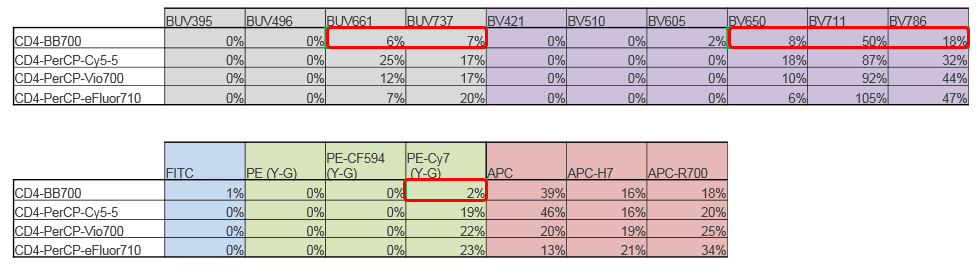 BUV395 BUV496 BUV661 BUV737 BV421 BV510 BV605 BV650 BV711 BV786
CD4-BB700 0% 0% 6% 7% 0% 0% 2% 8% 50% 18%
CD4-PerCP-Cy5-5 0% 0% 25% 17% 0% 0% 0% 18% 87% 32%
CD4-PerCP-Vio700 0% 0% 12% 17% 0% 0% 0% 10% 92% 44%
CD4-PerCP-eFluor710 0% 0% 7% 20% 0% 0% 0% 6% 105% 47%
PE-CF594 PE-Cy7
FITC PE (Y-G) (Y-G) (Y-G) APC APC-H7 APC-R700
CD4-BB700 1% 0% 0% 2% 39% 16% 18%
CD4-PerCP-Cy5-5 0% 0% 0% 19% 46% 16% 20%
CD4-PerCP-Vio700 0% 0% 0% 22% 20% 19% 25%
CD4-PerCP-eFluor710 0% 0% 0% 23% 13% 21% 34%